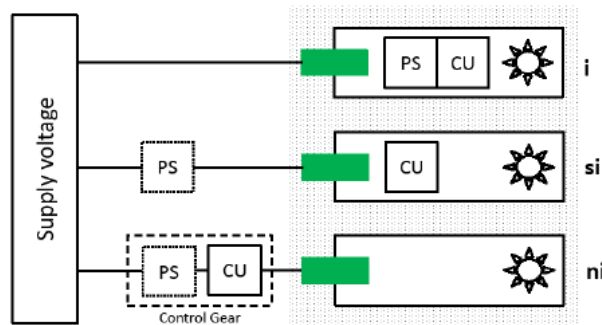 Supply voltage
PS CU
i
PS
CU
si
PS CU
ni
Control Gear